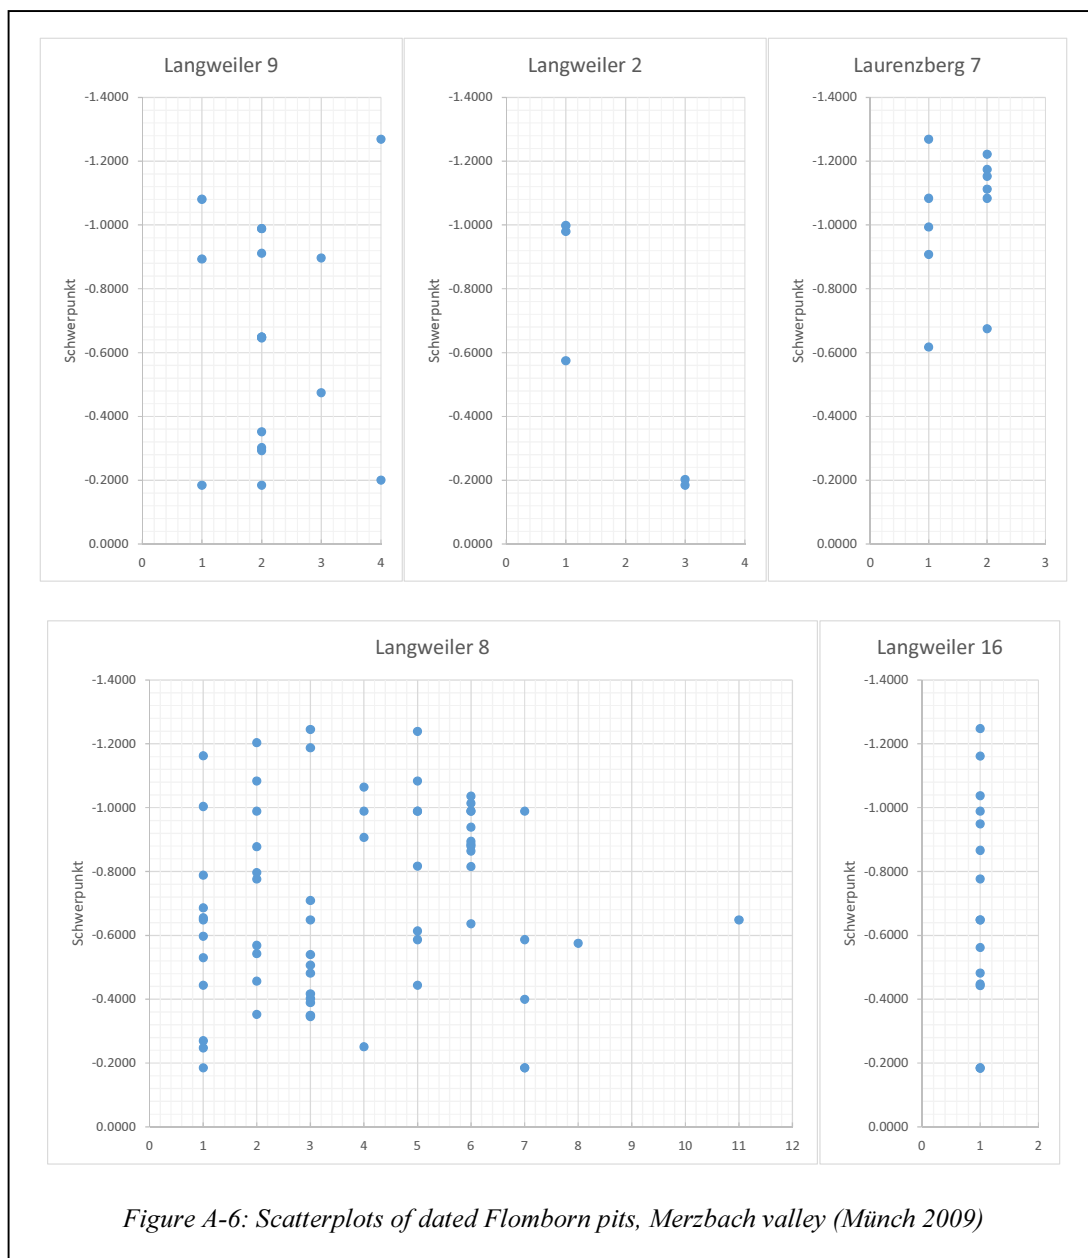 Langweiler 9
-1.4000
-1.2000
-1.0000
-0.8000
-0.6000
-0.4000
-0.2000
0.0000
Schwerpunkt
0 1 2 3 4
Langweiler 2
-1.4000
-1.2000
-1.0000
-0.8000
-0.6000
-0.4000
-0.2000
0.0000
Schwerpunkt
0 1 2 3 4
Laurenzberg 7
-1.4000
-1.2000
-1.0000
-0.8000
-0.6000
-0.4000
-0.2000
0.0000
Schwerpunkt
0 1 2 3
Langweiler 8
-1.4000
-1.2000
-1.0000
-0.8000
-0.6000
-0.4000
-0.2000
0.0000
Schwerpunkt
0 1 2 3 4 5 6 7 8 9 10 11 12
Langweiler 16
-1.4000
-1.2000
-1.0000
-0.8000
-0.6000
-0.4000
-0.2000
0.0000
Schwerpunkt
0 1 2
Figure A-6: Scatterplots of dated Flomborn pits, Merzbach valley (Münch 2009)